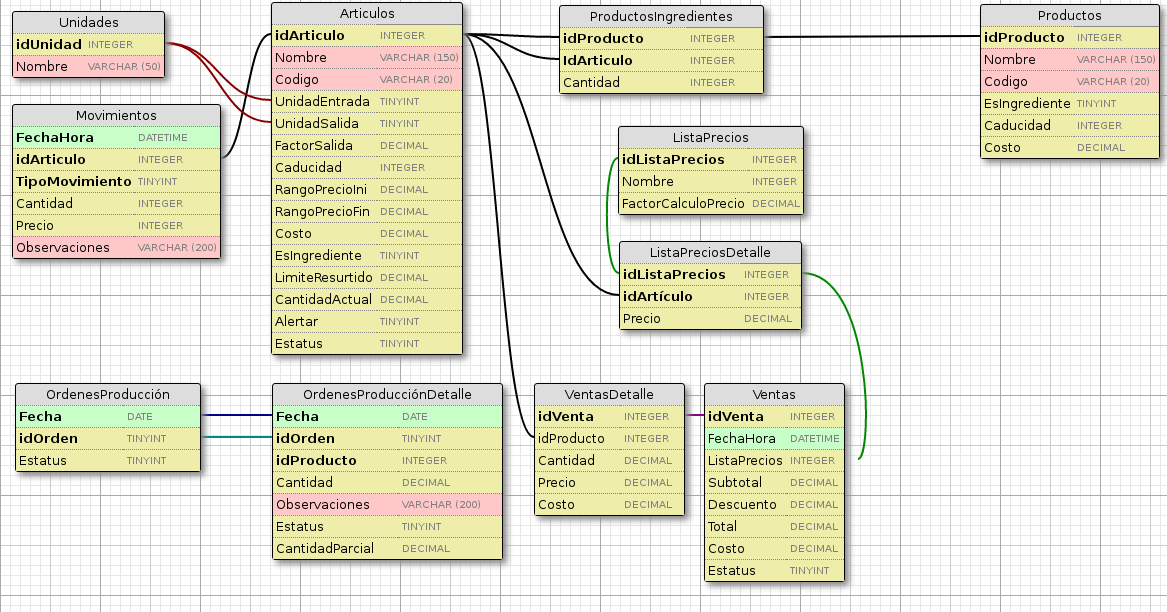 Unidades
idUnidad INTEGER
Nombre VARCHAR (50)
Movimientos
FechaHora DATETIME
idArticulo INTEGER
TipoMovimiento TINYINT
Cantidad INTEGER
Precio INTEGER
Observaciones VARCHAR (200)
Articulos
idArticulo INTEGER
Nombre VARCHAR (150)
Codigo VARCHAR (20)
UnidadEntrada TINYINT
UnidadSalida TINYINT
FactorSalida DECIMAL
Caducidad INTEGER
RangoPrecioIni DECIMAL
RangoPrecioFin DECIMAL
Costo DECIMAL
EsIngrediente TINYINT
LimiteResurtido DECIMAL
CantidadActual DECIMAL
Alertar TINYINT
Estatus TINYINT
ProductosIngredientes
idProducto INTEGER
IdArticulo INTEGER
Cantidad INTEGER
Productos
idProducto INTEGER
Nombre VARCHAR (150)
Codigo VARCHAR (20)
EsIngrediente TINYINT
Caducidad INTEGER
Costo DECIMAL
ListaPrecios
idListaPrecios INTEGER
Nombre INTEGER
FactorCalculoPrecio DECIMAL
ListaPreciosDetalle
idListaPrecios INTEGER
idArtículo INTEGER
Precio DECIMAL
OrdenesProducción
Fecha DATE
idOrden TINYINT
Estatus TINYINT
OrdenesProducciónDetalle
Fecha DATE
idOrden TINYINT
idProducto INTEGER
Cantidad DECIMAL
Observaciones VARCHAR (200)
Estatus TINYINT
CantidadParcial DECIMAL
VentasDetalle
idVenta INTEGER
idProducto INTEGER
Cantidad DECIMAL
Precio DECIMAL
Costo DECIMAL
Ventas
idVenta INTEGER
FechaHora DATETIME
ListaPrecios INTEGER
Subtotal DECIMAL
Descuento DECIMAL
Total DECIMAL
Costo DECIMAL
Estatus TINYINT